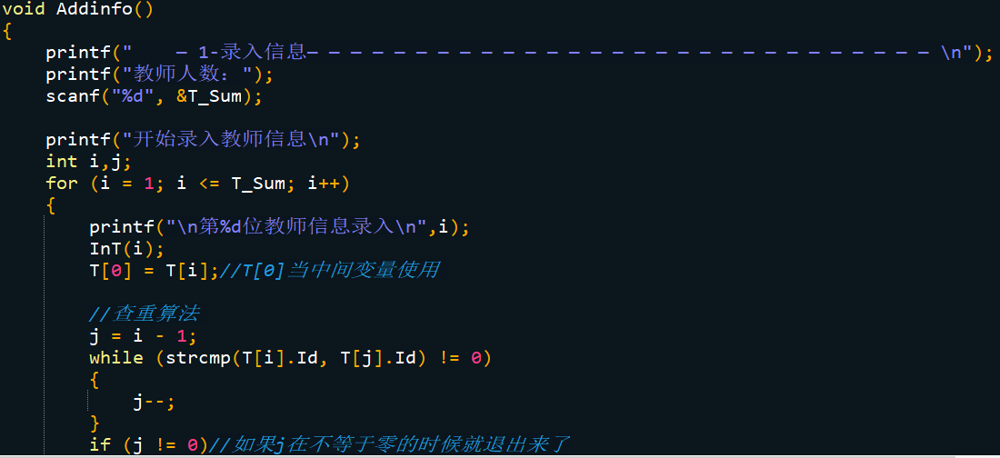 void Addinfo()
{
printf("    — 1-录入信息— — — — — — — — — — — — — — — — — — — — — — — — — — — — — — \n");
printf("教师人数: ");
scanf("%d", &T_Sum);
printf("开始录入教师信息\n");
int i,j;
for (i = 1; i <= T_Sum; i++)
{
printf("\n第%d位教师信息录入\n",i);
InT(i);
T[0] = T[i];//T[0]当中间变量使用
//查重算法
j = i - 1;
while (strcmp(T[i].Id, T[j].Id) != 0)
{
j--;
}
if (j != 0)//如果j在不等于零的时候就退出来了